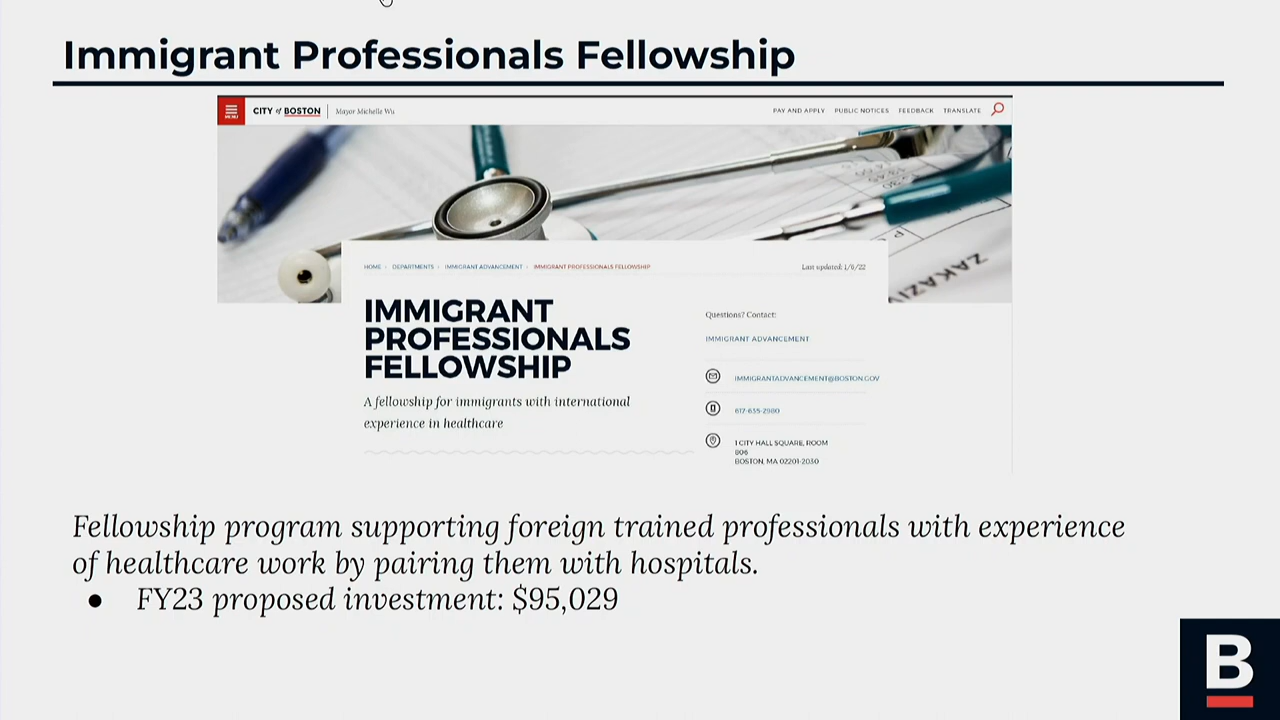 Immigrant Professionals Fellowship
MENU
CITY of BOSTON
Mayor Michelle Wu
PAY AND APPLY PUBLIC NOTICES FEEDBACK TRANSLATE
ZAKAZI
HOME › DEPARTMENTS › IMMIGRANT ADVANCEMENT › IMMIGRANT PROFESSIONALS FELLOWSHIP
Last updated: 1/6/22
IMMIGRANT
PROFESSIONALS
FELLOWSHIP
A fellowship for immigrants with international
experience in healthcare
Questions? Contact:
IMMIGRANT ADVANCEMENT
IMMIGRANTADVANCEMENT@BOSTON.GOV
617-635-2980
1 CITY HALL SQUARE, ROOM
806
BOSTON, MA 02201-2030
Fellowship program supporting foreign trained professionals with experience
of healthcare work by pairing them with hospitals.
● FY23 proposed investment: $95,029
B